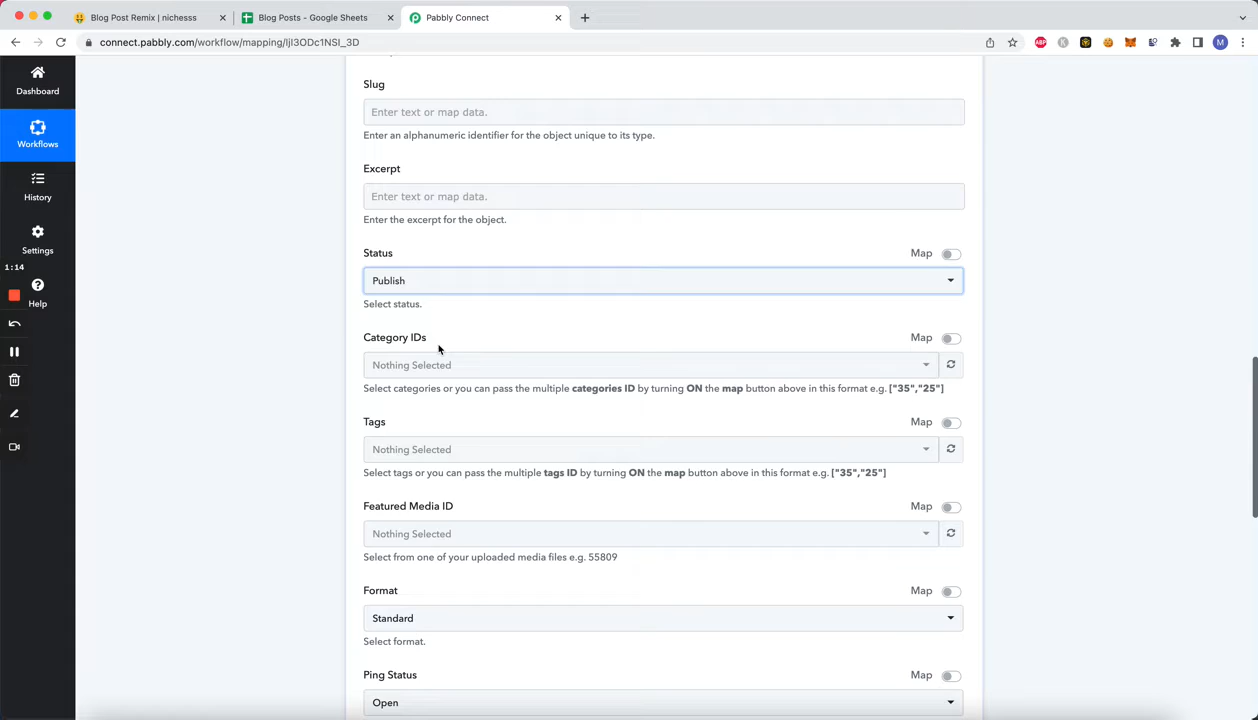 Blog Post Remix | nichesss
Blog Posts - Google Sheets
Pabbly Connect
connect.pabbly.com/workflow/mapping/IjI3ODc1NSI_3D
ABP
K
M
Dashboard
Workflows
History
Settings
1:14
Help
Slug
Enter text or map data.
Enter an alphanumeric identifier for the object unique to its type.
Excerpt
Enter text or map data.
Enter the excerpt for the object.
Status
Map
Publish
Select status.
Category IDs
Map
Nothing Selected
Select categories or you can pass the multiple categories ID by turning ON the map button above in this format e.g. ["35","25"]
Tags
Map
Nothing Selected
Select tags or you can pass the multiple tags ID by turning ON the map button above in this format e.g. ["35","25"]
Featured Media ID
Map
Nothing Selected
Select from one of your uploaded media files e.g. 55809
Format
Map
Standard
Select format.
Ping Status
Map
Open